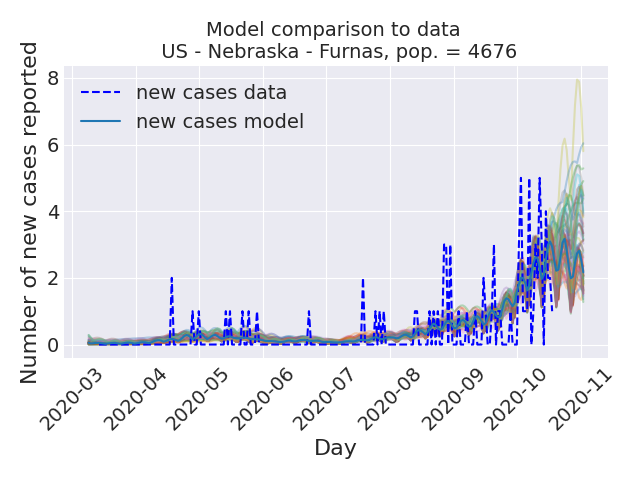 Model comparison to data
US - Nebraska - Furnas, pop. = 4676
Number of new cases reported
8
6
4
2
0
new cases data
new cases model
2020-03
2020-04
2020-05
2020-06
2020-07
2020-08
2020-09
2020-10
2020-11
Day